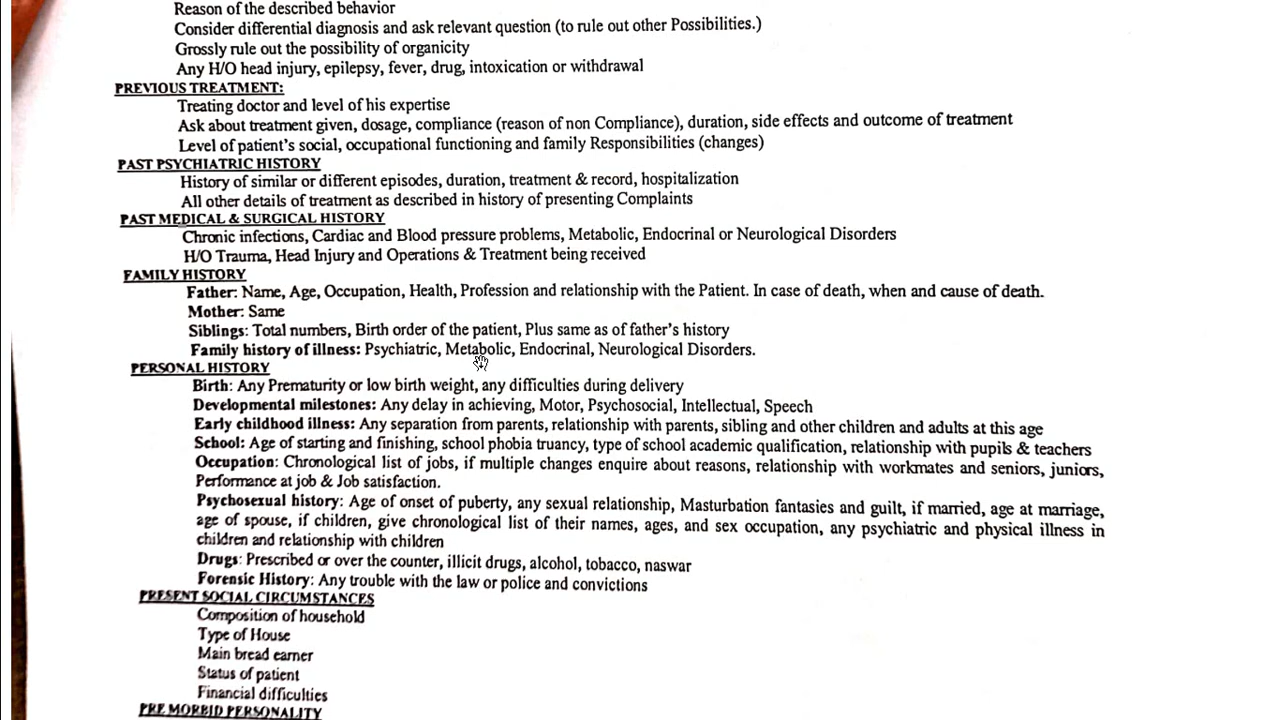 Reason of the described behavior
Consider differential diagnosis and ask relevant question (to rule out other Possibilities.)
Grossly rule out the possibility of organicity
Any H/O head injury, epilepsy, fever, drug, intoxication or withdrawal
PREVIOUS TREATMENT:
Treating doctor and level of his expertise
Ask about treatment given, dosage, compliance (reason of non Compliance), duration, side effects and outcome of treatment
Level of patient's social, occupational functioning and family Responsibilities (changes)
PAST PSYCHIATRIC HISTORY
History of similar or different episodes, duration, treatment & record, hospitalization
All other details of treatment as described in history of presenting Complaints
PAST MEDICAL & SURGICAL HISTORY
Chronic infections, Cardiac and Blood pressure problems, Metabolic, Endocrinal or Neurological Disorders
H/O Trauma, Head Injury and Operations & Treatment being received
FAMILY HISTORY
Father: Name, Age, Occupation, Health, Profession and relationship with the Patient. In case of death, when and cause of death.
Mother: Same
Siblings: Total numbers, Birth order of the patient, Plus same as of father's history
Family history of illness: Psychiatric, Metabolic, Endocrinal, Neurological Disorders.
PERSONAL HISTORY
Birth: Any Prematurity or low birth weight, any difficulties during delivery
Developmental milestones: Any delay in achieving, Motor, Psychosocial, Intellectual, Speech
Early childhood illness: Any separation from parents, relationship with parents, sibling and other children and adults at this age
School: Age of starting and finishing, school phobia truancy, type of school academic qualification, relationship with pupils & teachers
Occupation: Chronological list of jobs, if multiple changes enquire about reasons, relationship with workmates and seniors, juniors,
Performance at job & Job satisfaction.
Psychosexual history: Age of onset of puberty, any sexual relationship, Masturbation fantasies and guilt, if married, age at marriage,
age of spouse, if children, give chronological list of their names, ages, and sex occupation, any psychiatric and physical illness in
children and relationship with children
Drugs: Prescribed or over the counter, illicit drugs, alcohol, tobacco, naswar
Forensic History: Any trouble with the law or police and convictions
PRESENT SOCIAL CIRCUMSTANCES
Composition of household
Type of House
Main bread earner
Status of patient
Financial difficulties
PRE MORBID PERSONALITY